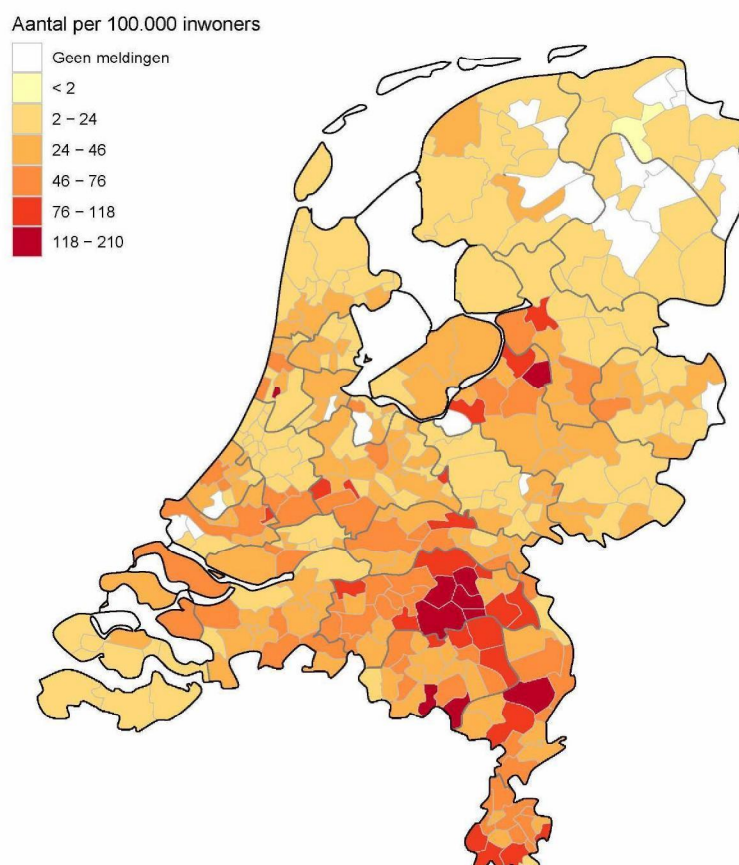 Aantal per 100.000 inwoners
Geen meldingen
< 2
2 – 24
24 – 46
46 – 76
76 – 118
118 – 210